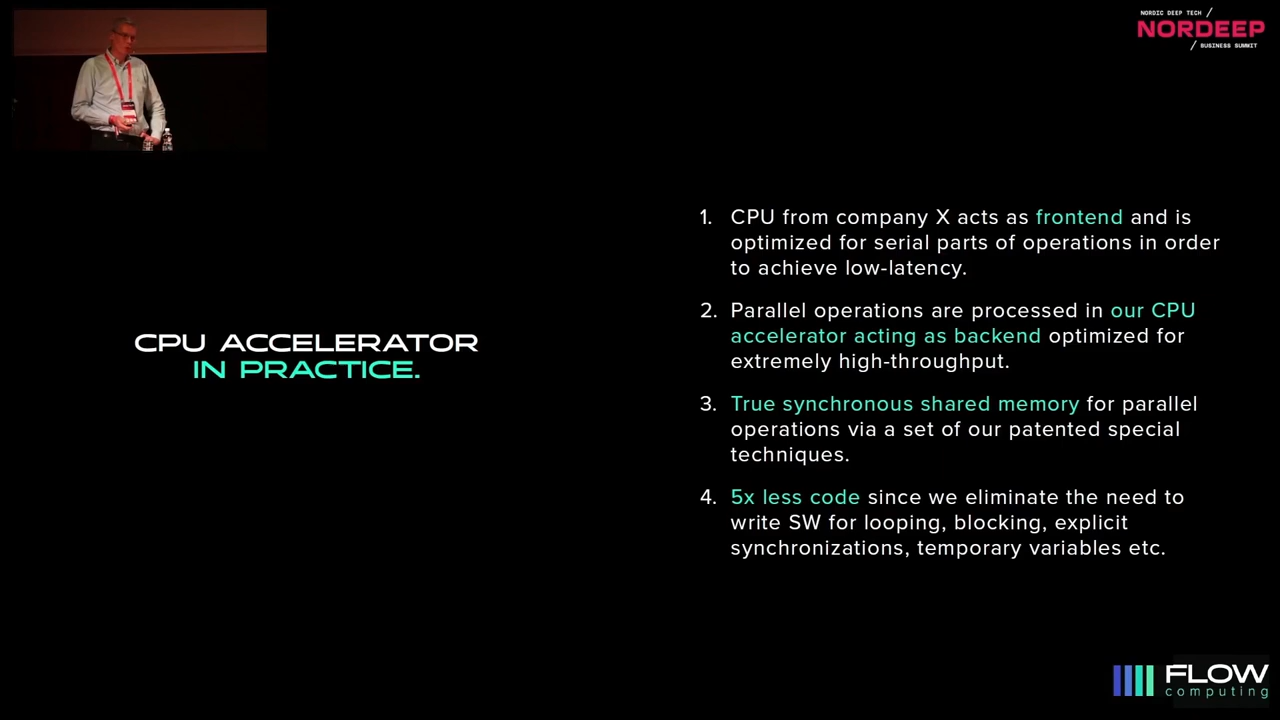 NORDIC DEEP TECH /
NORDEEP
/ BUSINESS SUMMIT
CPU ACCELERATOR
IN PRACTICE.
1. CPU from company X acts as frontend and is
optimized for serial parts of operations in order
to achieve low-latency.
2. Parallel operations are processed in our CPU
accelerator acting as backend optimized for
extremely high-throughput.
3. True synchronous shared memory for parallel
operations via a set of our patented special
techniques.
4. 5x less code since we eliminate the need to
write SW for looping, blocking, explicit
synchronizations, temporary variables etc.
FLOW
computing